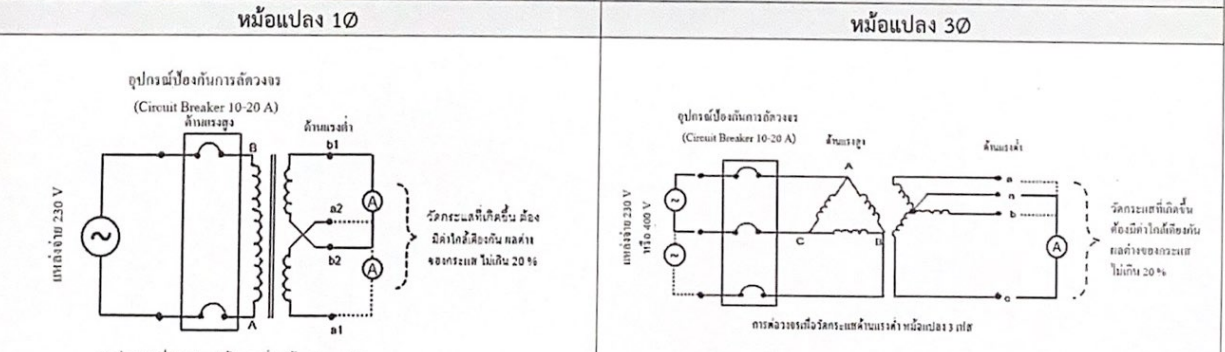 หม้อแปลง 1Ø
อุปกรณ์ป้องกันการลัดวงจร
(Circuit Breaker 10-20 A)
ด้านแรงสูง
ด้านแรงต่ำ
B
b1
A
a2
b2
A
A
a1
แหล่งจ่าย 230 V
วัดกระแสที่เกิดขึ้น ต้อง
มีค่าใกล้เคียงกัน ผลต่าง
ของกระแส ไม่เกิน 20 %
หม้อแปลง 3Ø
อุปกรณ์ป้องกันการลัดวงจร
(Circuit Breaker 10-20 A)
ด้านแรงสูง
ด้านแรงต่ำ
A
C
B
a
n
b
A
c
แหล่งจ่าย 230 V
หรือ 400 V
วัดกระแสที่เกิดขึ้น
ต้องมีค่าใกล้เคียงกัน
ผลต่างของกระแส
ไม่เกิน 20 %
การต่อวงจรเพื่อวัดกระแสด้านแรงต่ำ หม้อแปลง 3 เฟส